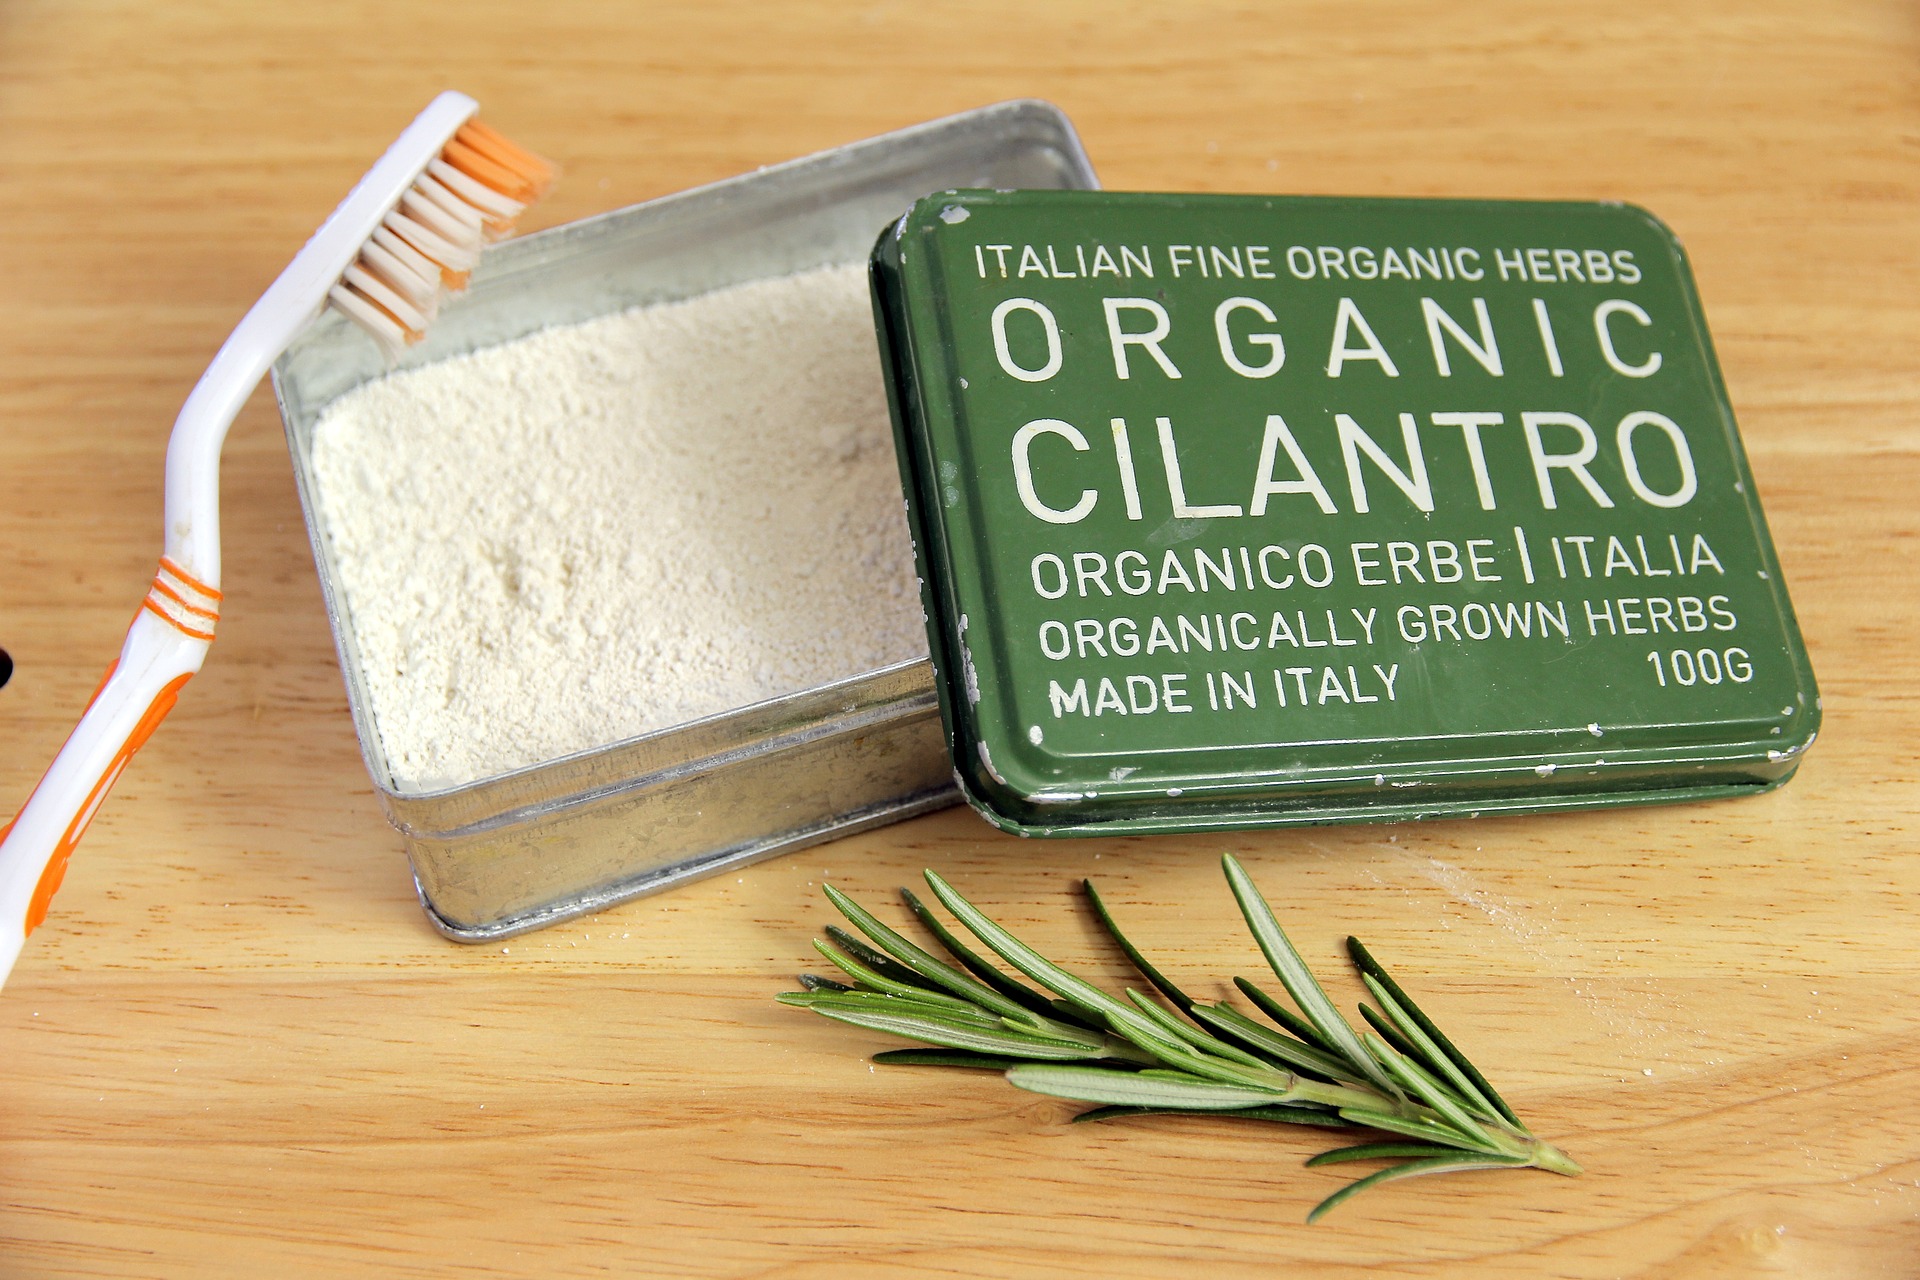 ITALIAN FINE ORGANIC HERBS
ORGANIC
CILANTRO
ORGANICO ERBE | ITALIA
ORGANICALLY GROWN HERBS
MADE IN ITALY 100G